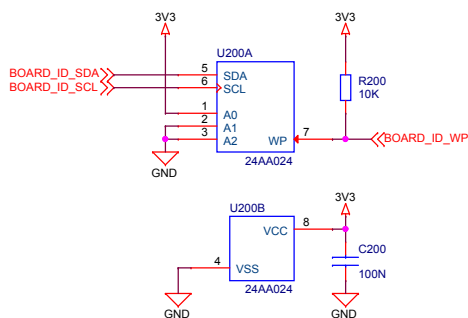 3V3
3V3
U200A
BOARD_ID_SDA
5
SDA
BOARD_ID_SCL
6
SCL
R200
10K
1
A0
2
A1
3
A2
WP
7
BOARD_ID_WP
GND
24AA024
U200B
3V3
VCC
8
C200
100N
4
VSS
24AA024
GND
GND